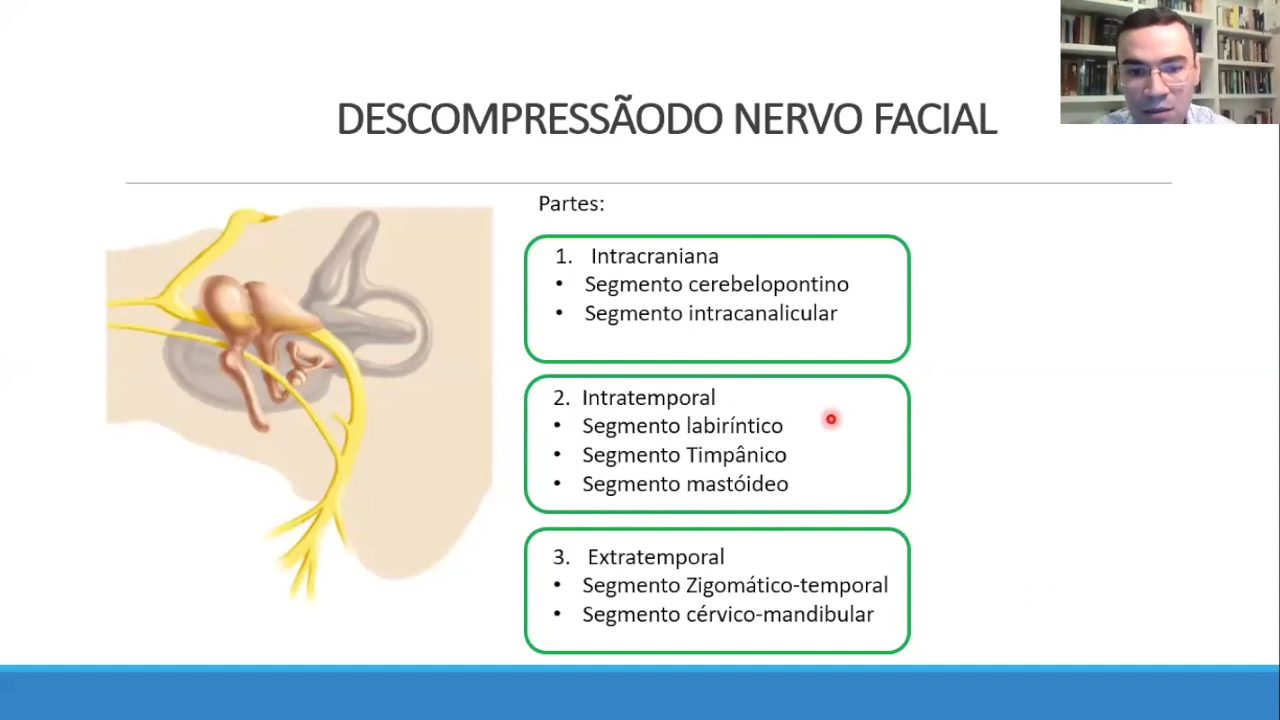 DESCOMPRESSÃODO NERVO FACIAL
Partes:
1. Intracraniana
• Segmento cerebelopontino
• Segmento intracanalicular
2. Intratemporal
• Segmento labiríntico
• Segmento Timpânico
• Segmento mastóideo
3. Extratemporal
• Segmento Zigomático-temporal
• Segmento cérvico-mandibular